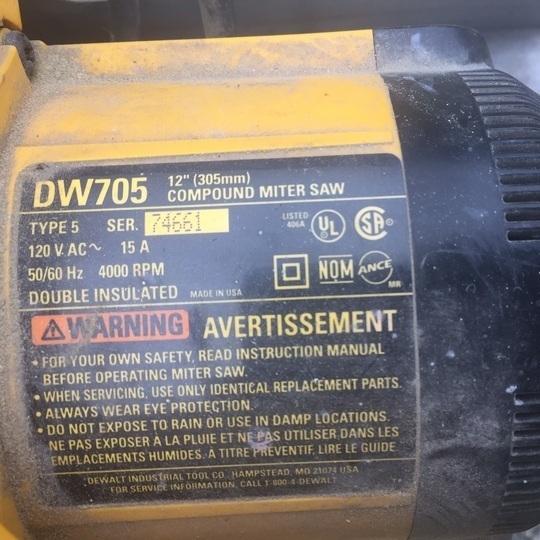 DW705 12" (305mm)
COMPOUND MITER SAW
TYPE 5 SER. 74661
LISTED
406A
UL
SA
120 V AC~ 15 A
50/60 Hz 4000 RPM
NOM ANCE
MR
DOUBLE INSULATED MADE IN USA
⚠WARNING AVERTISSEMENT
• FOR YOUR OWN SAFETY, READ INSTRUCTION MANUAL
BEFORE OPERATING MITER SAW.
• WHEN SERVICING, USE ONLY IDENTICAL REPLACEMENT PARTS.
• ALWAYS WEAR EYE PROTECTION.
• DO NOT EXPOSE TO RAIN OR USE IN DAMP LOCATIONS.
NE PAS EXPOSER À LA PLUIE ET NE PAS UTILISER DANS LES
EMPLACEMENTS HUMIDES. A TITRE PRÉVENTIF, LIRE LE GUIDE
DEWALT INDUSTRIAL TOOL CO., HAMPSTEAD, MD 21074 USA
FOR SERVICE INFORMATION, CALL 1-800-4-DEWALT